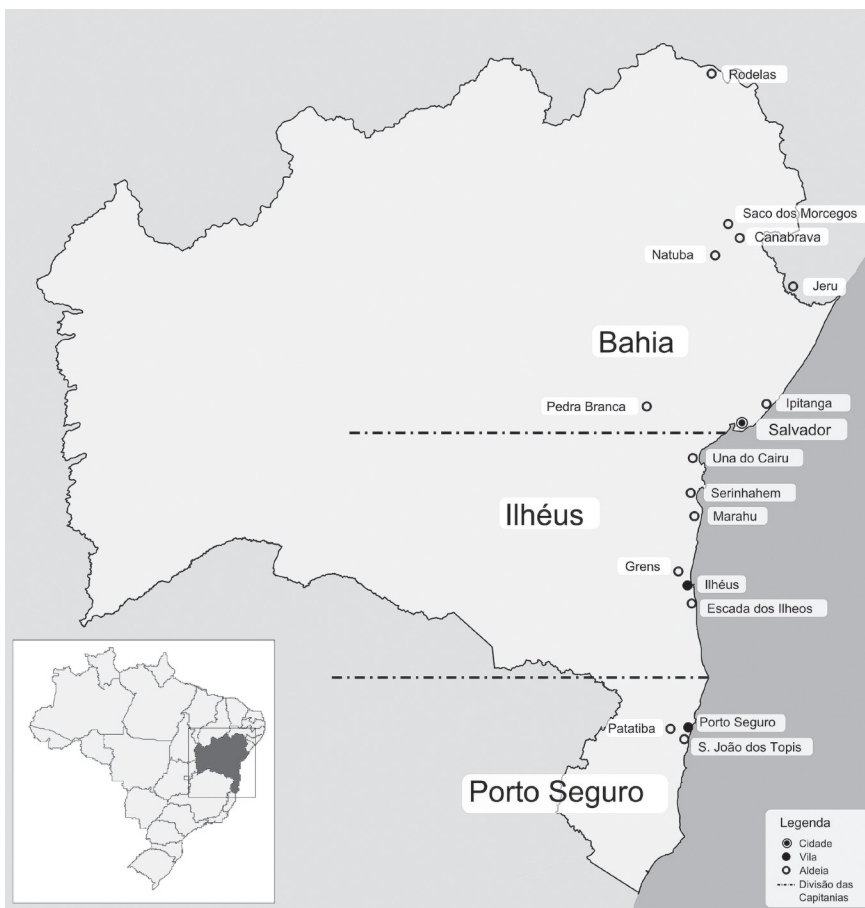 Rodelas
Saco dos Morcegos
Canabrava
Natuba
Jeru
Bahia
Pedra Branca
Ipitanga
Salvador
Una do Cairu
Ilhéus
Serinhahem
Marahu
Grens
Ilhéus
Escada dos Ilheos
Patatiba
Porto Seguro
S. João dos Topis
Porto Seguro
Legenda
Cidade
Vila
Aldeia
Divisão das
Capitanias